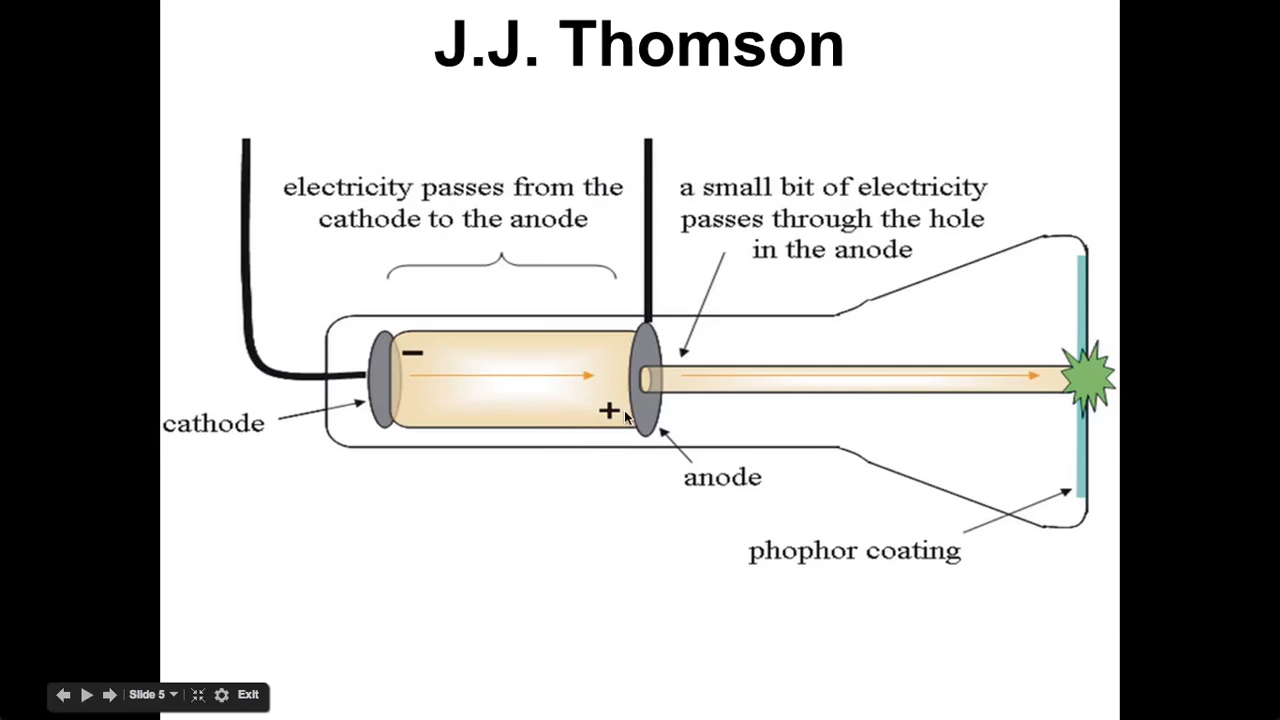 J.J. Thomson
electricity passes from the
cathode to the anode
a small bit of electricity
passes through the hole
in the anode
−
+
cathode
anode
phophor coating
Slide 5
Exit